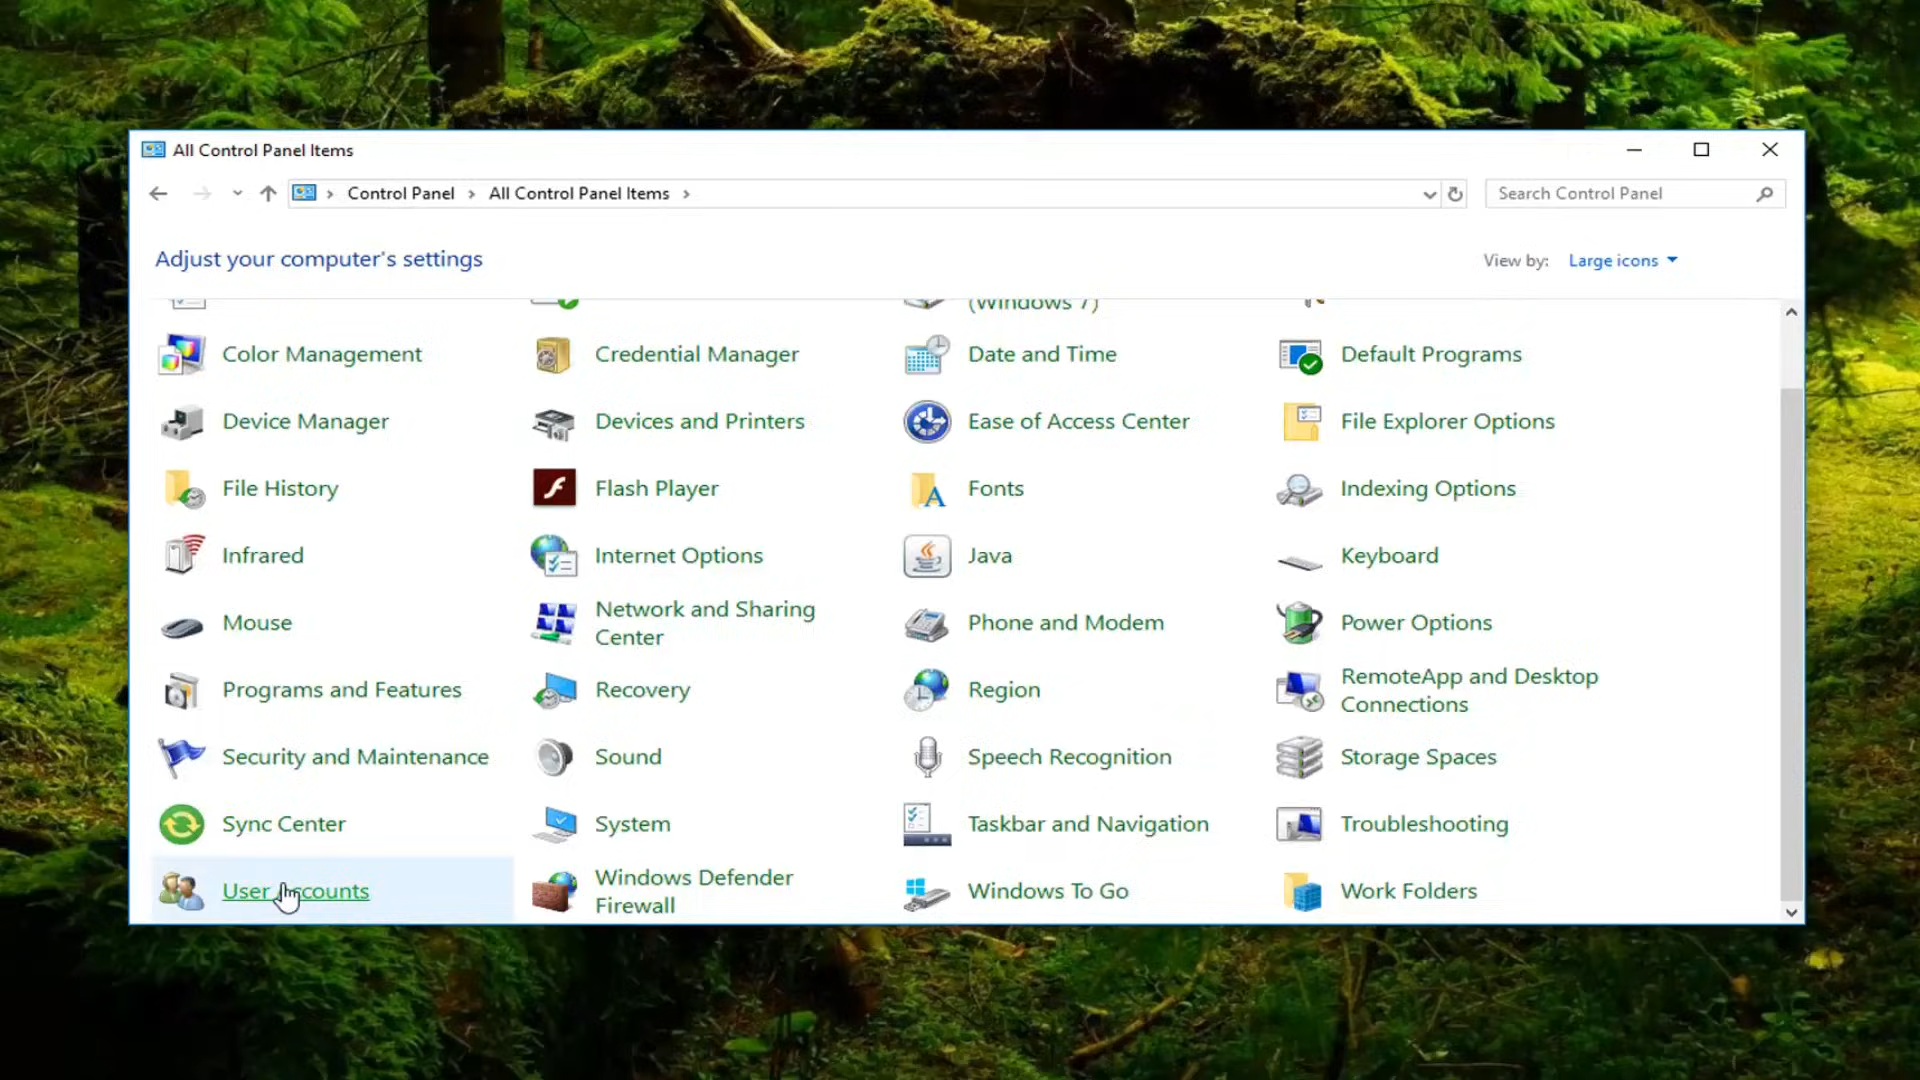 All Control Panel Items
Control Panel > All Control Panel Items >
Search Control Panel
Adjust your computer's settings
View by: Large icons
(Windows 7)
Color Management
Credential Manager
Date and Time
Default Programs
Device Manager
Devices and Printers
Ease of Access Center
File Explorer Options
File History
Flash Player
Fonts
Indexing Options
Infrared
Internet Options
Java
Keyboard
Mouse
Network and Sharing
Center
Phone and Modem
Power Options
Programs and Features
Recovery
Region
RemoteApp and Desktop
Connections
Security and Maintenance
Sound
Speech Recognition
Storage Spaces
Sync Center
System
Taskbar and Navigation
Troubleshooting
User Accounts
Windows Defender
Firewall
Windows To Go
Work Folders